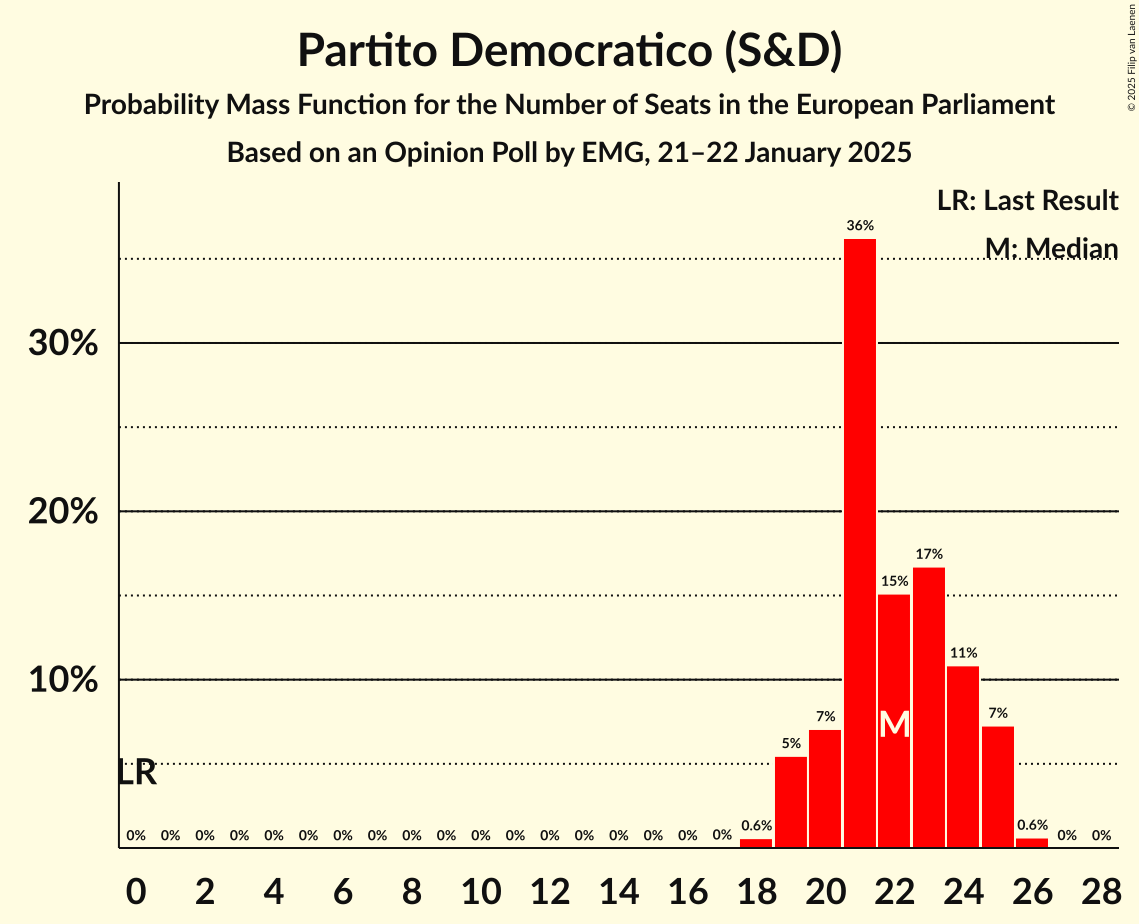 Partito Democratico (S&D)
Probability Mass Function for the Number of Seats in the European Parliament
Based on an Opinion Poll by EMG, 21–22 January 2025
© 2025 Filip van Laenen
LR: Last Result
M: Median
36%
30%
20%
17%
15%
11%
10%
7%
7%
5%
M
LR
0% 0% 0% 0% 0% 0% 0% 0% 0% 0% 0% 0% 0% 0% 0% 0% 0% 0% 0.6% 0.6% 0% 0%
0 2 4 6 8 10 12 14 16 18 20 22 24 26 28